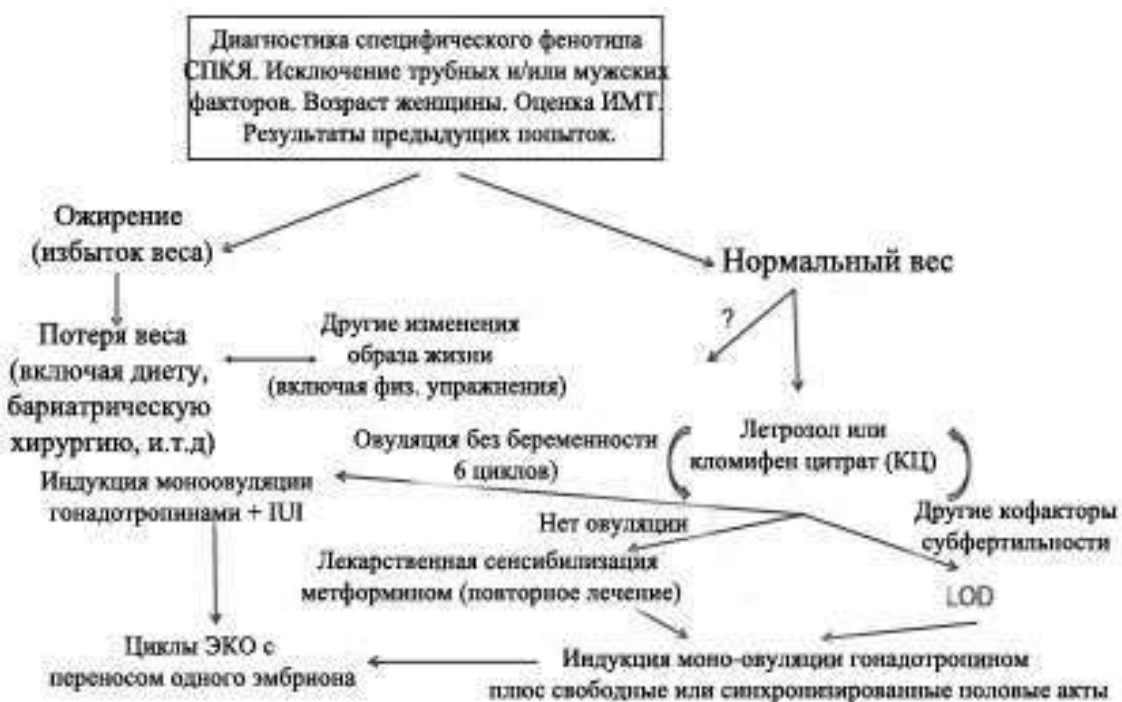 Диагностика специфического фенотипа
СПКЯ. Исключение трубных и/или мужских
факторов. Возраст женщины. Оценка ИМТ.
Результаты предыдущих попыток.
Ожирение
(избыток веса)
Нормальный вес
?
Потеря веса
(включая диету,
бариатрическую
хирургию, и.т.д)
Другие изменения
образа жизни
(включая физ. упражнения)
Овуляция без беременности
6 циклов)
Летрозол или
кломифен цитрат (КЦ)
Индукция моноовуляции
гонадотропинами + IUI
Нет овуляции
Другие кофакторы
субфертильности
Лекарственная сенсибилизация
метформином (повторное лечение)
LOD
Циклы ЭКО с
переносом одного эмбриона
Индукция моно-овуляции гонадотропином
плюс свободные или синхронизированные половые акты